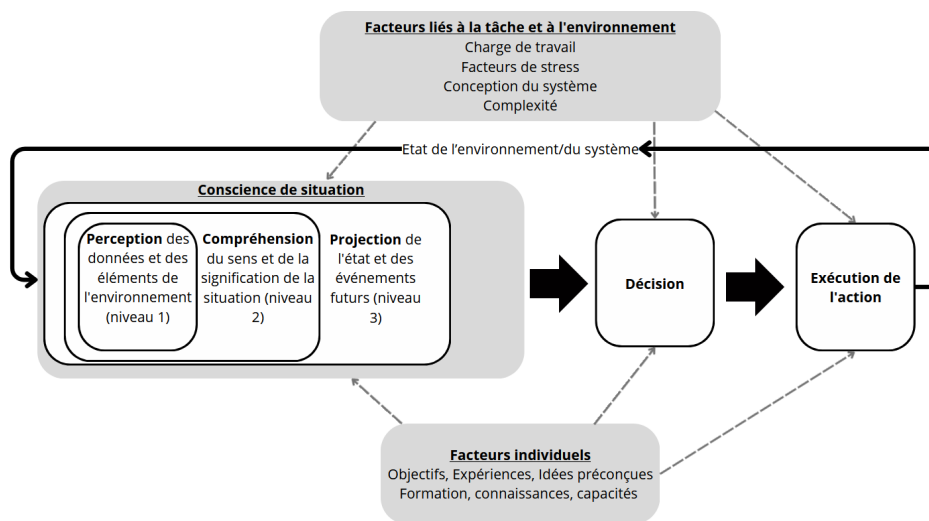 Facteurs liés à la tâche et à l'environnement
Charge de travail
Facteurs de stress
Conception du système
Complexité
Etat de l’environnement/du système
Conscience de situation
Perception des
données et des
éléments de
l'environnement
(niveau 1)
Compréhension
du sens et de la
signification de la
situation (niveau
2)
Projection de
l'état et des
événements
futurs (niveau
3)
Décision
Exécution de
l'action
Facteurs individuels
Objectifs, Expériences, Idées préconçues
Formation, connaissances, capacités